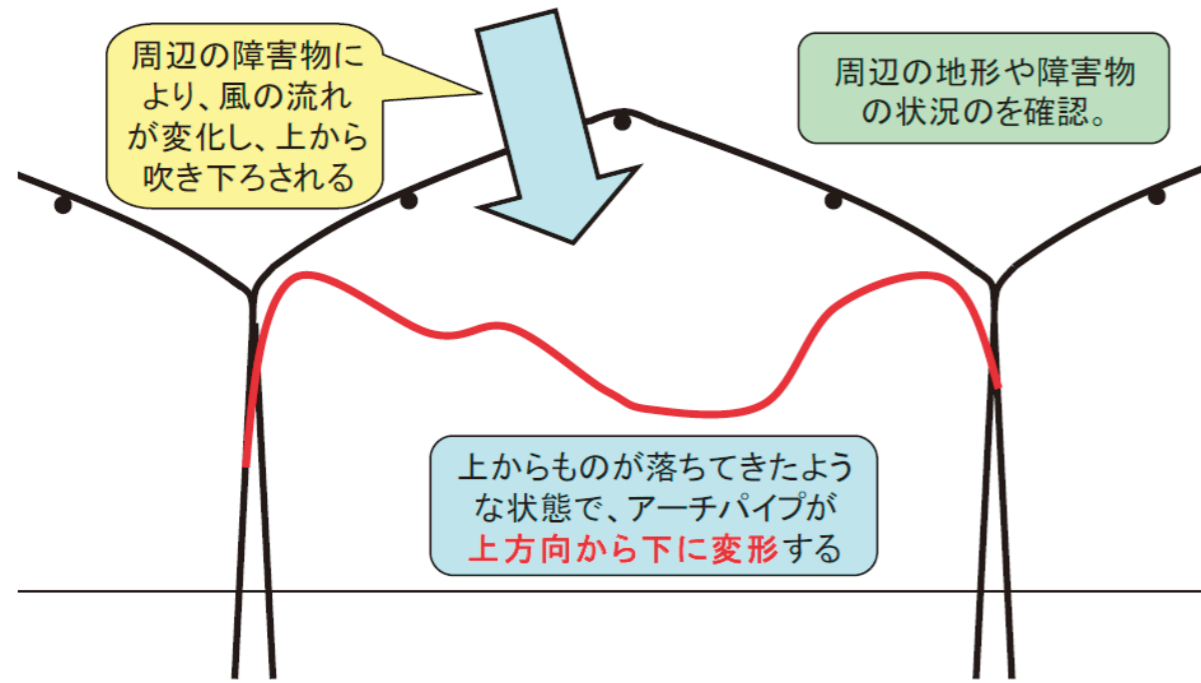 周辺の障害物に
より、風の流れ
が変化し、上から
吹き下ろされる
周辺の地形や障害物
の状況のを確認。
上からものが落ちてきたよう
な状態で、アーチパイプが
上方向から下に変形する